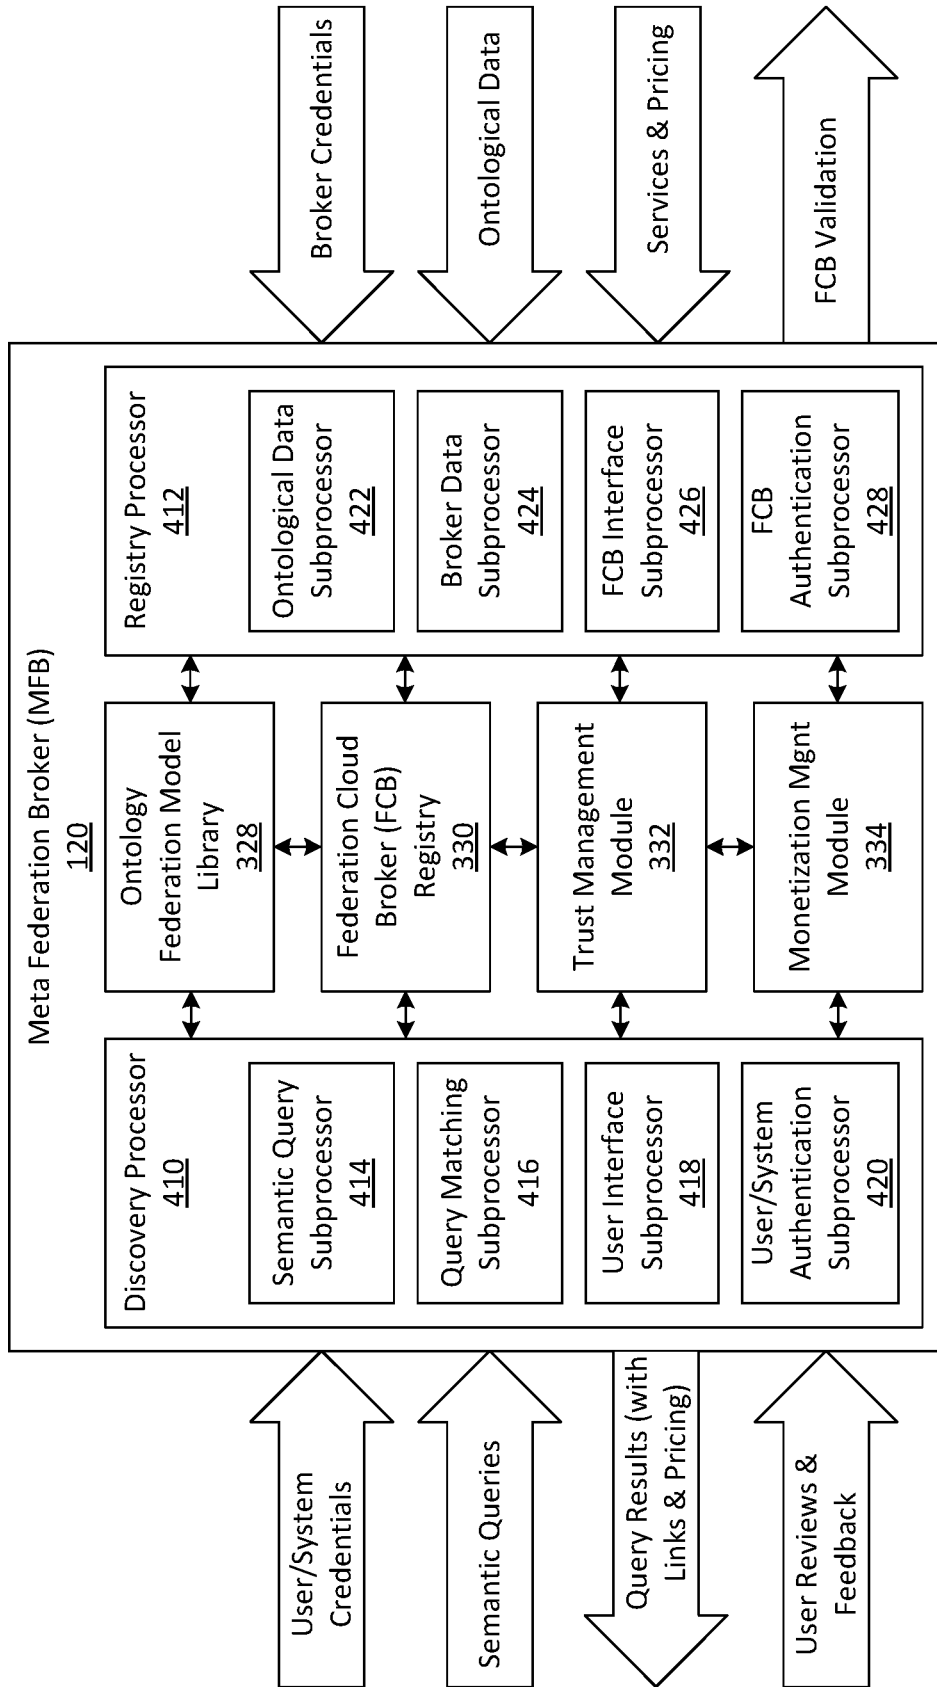 Meta Federation Broker (MFB)
120
User/System
Credentials
Semantic Queries
Query Results (with
Links & Pricing)
User Reviews &
Feedback
Discovery Processor
410
Semantic Query
Subprocessor
414
Query Matching
Subprocessor
416
User Interface
Subprocessor
418
User/System
Authentication
Subprocessor
420
Ontology
Federation Model
Library
328
Federation Cloud
Broker (FCB)
Registry
330
Trust Management
Module
332
Monetization Mgnt
Module
334
Registry Processor
412
Ontological Data
Subprocessor
422
Broker Data
Subprocessor
424
FCB Interface
Subprocessor
426
FCB
Authentication
Subprocessor
428
Broker Credentials
Ontological Data
Services & Pricing
FCB Validation